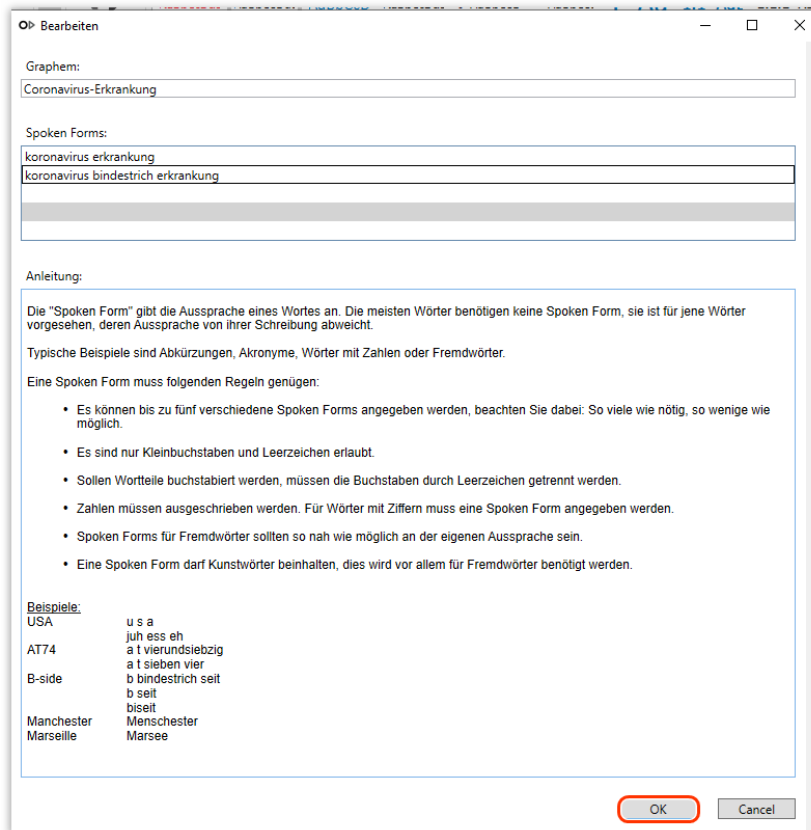 Bearbeiten
Graphem:
Coronavirus-Erkrankung
Spoken Forms:
koronavirus erkrankung
koronavirus bindestrich erkrankung
Anleitung:
Die "Spoken Form" gibt die Aussprache eines Wortes an. Die meisten Wörter benötigen keine Spoken Form, sie ist für jene Wörter
vorgesehen, deren Aussprache von ihrer Schreibung abweicht.
Typische Beispiele sind Abkürzungen, Akronyme, Wörter mit Zahlen oder Fremdwörter.
Eine Spoken Form muss folgenden Regeln genügen:
• Es können bis zu fünf verschiedene Spoken Forms angegeben werden, beachten Sie dabei: So viele wie nötig, so wenige wie
möglich.
• Es sind nur Kleinbuchstaben und Leerzeichen erlaubt.
• Sollen Wortteile buchstabiert werden, müssen die Buchstaben durch Leerzeichen getrennt werden.
• Zahlen müssen ausgeschrieben werden. Für Wörter mit Ziffern muss eine Spoken Form angegeben werden.
• Spoken Forms für Fremdwörter sollten so nah wie möglich an der eigenen Aussprache sein.
• Eine Spoken Form darf Kunstwörter beinhalten, dies wird vor allem für Fremdwörter benötigt werden.
Beispiele:
USA u s a
juh ess eh
AT74 a t vierundsiebzig
a t sieben vier
B-side b bindestrich seit
b seit
biseit
Manchester Menschester
Marseille Marsee
OK Cancel